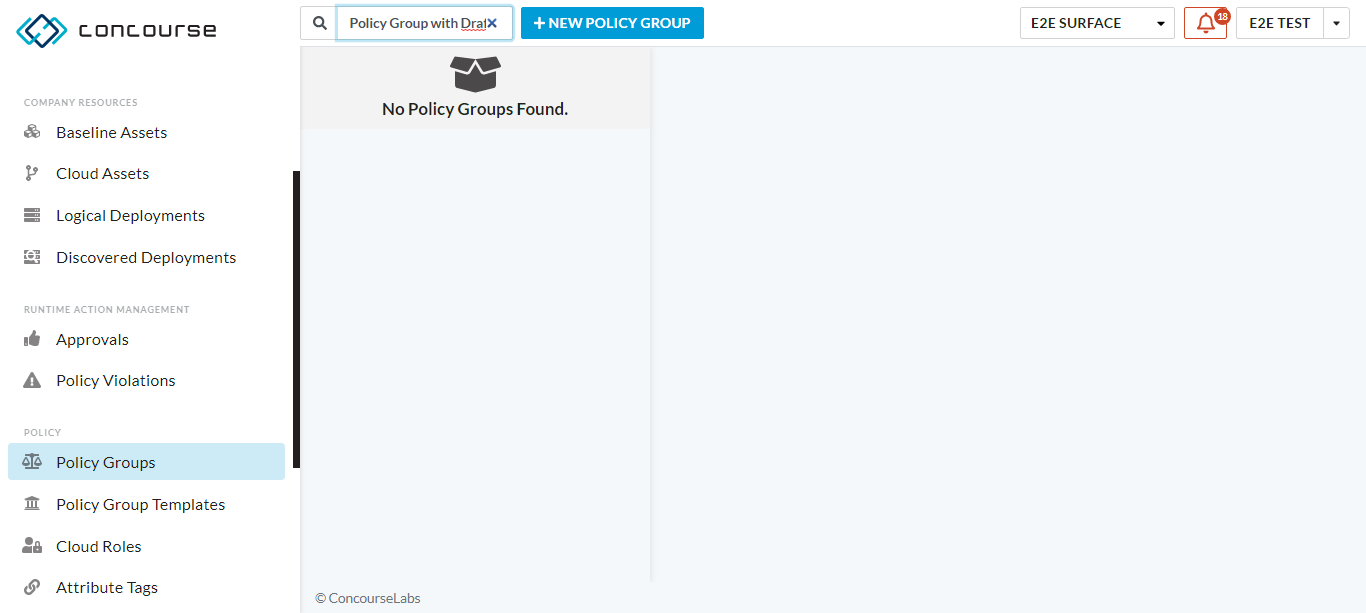 concourse
Policy Group with Draf
+ NEW POLICY GROUP
E2E SURFACE
18
E2E TEST
COMPANY RESOURCES
Baseline Assets
Cloud Assets
Logical Deployments
Discovered Deployments
RUNTIME ACTION MANAGEMENT
Approvals
Policy Violations
POLICY
Policy Groups
Policy Group Templates
Cloud Roles
Attribute Tags
No Policy Groups Found.
© ConcourseLabs